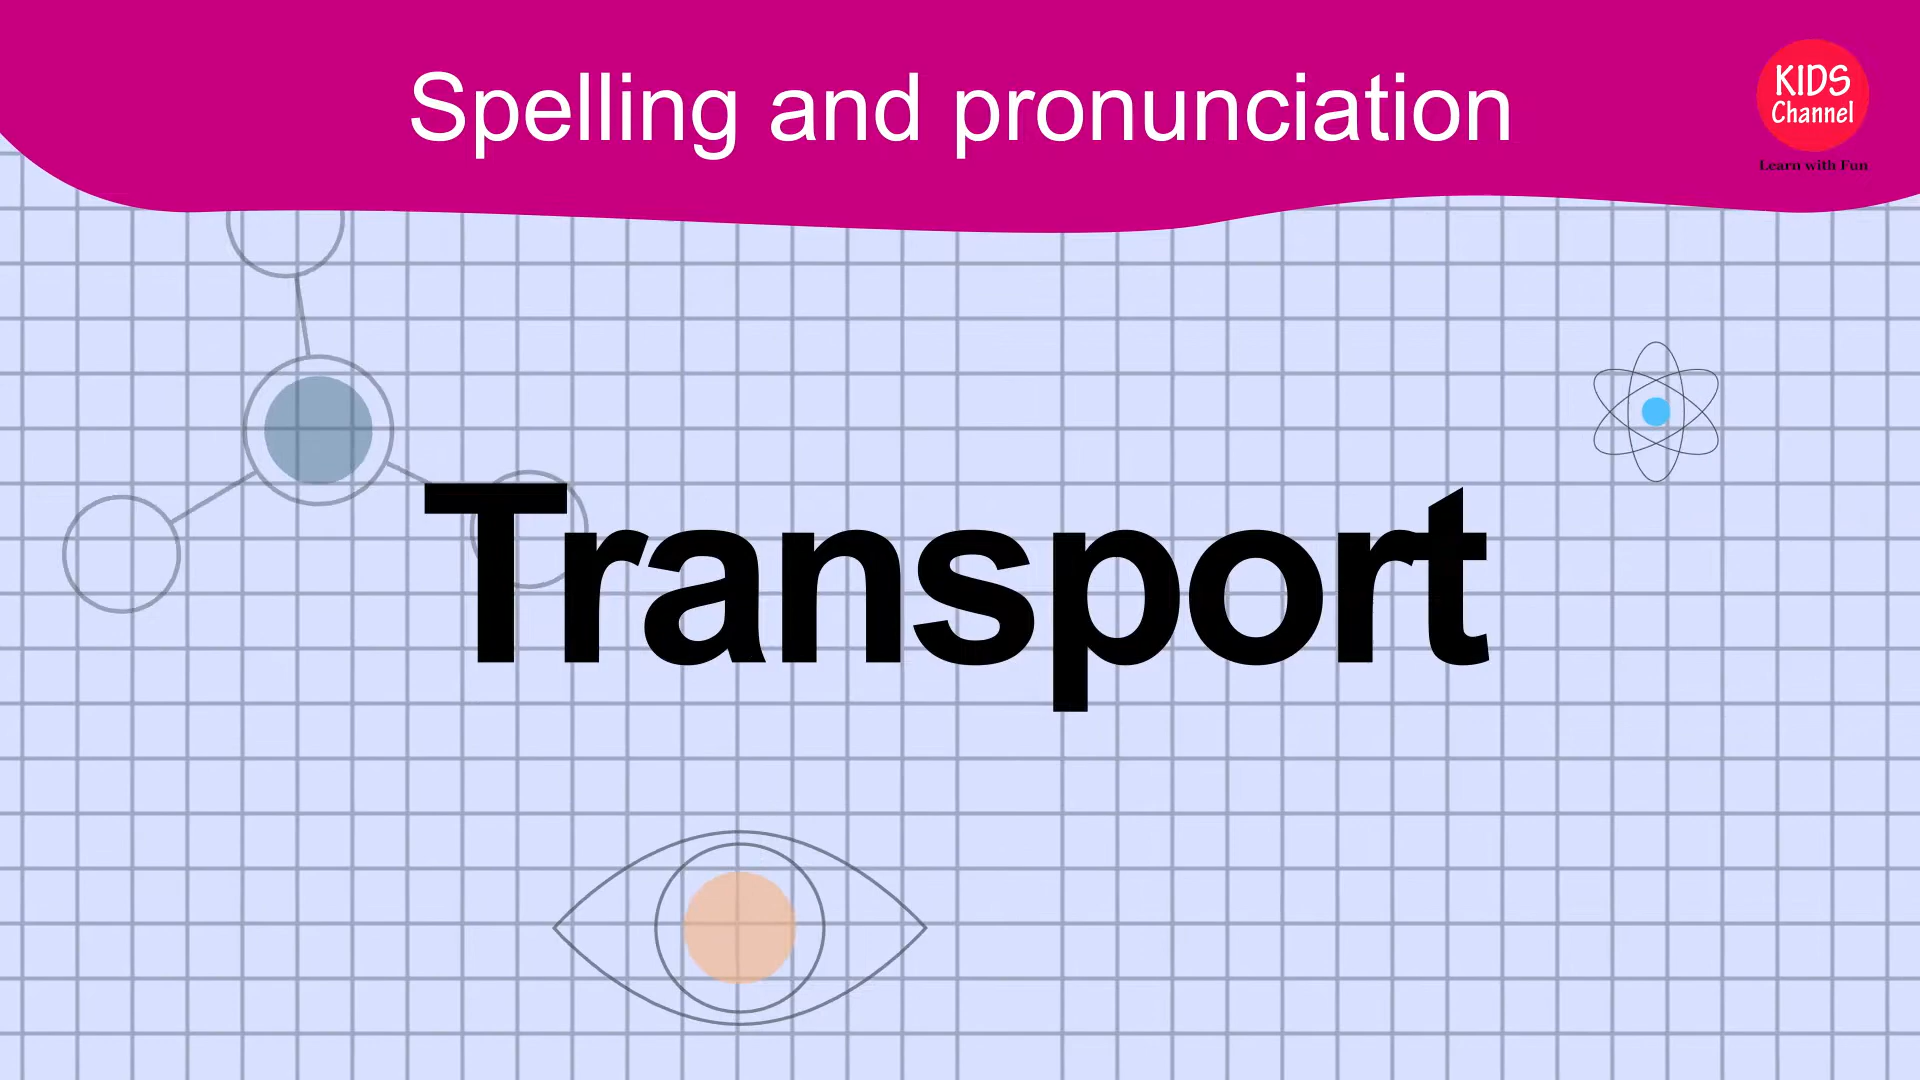 Spelling and pronunciation
KIDS
Channel
Learn with Fun
Transport